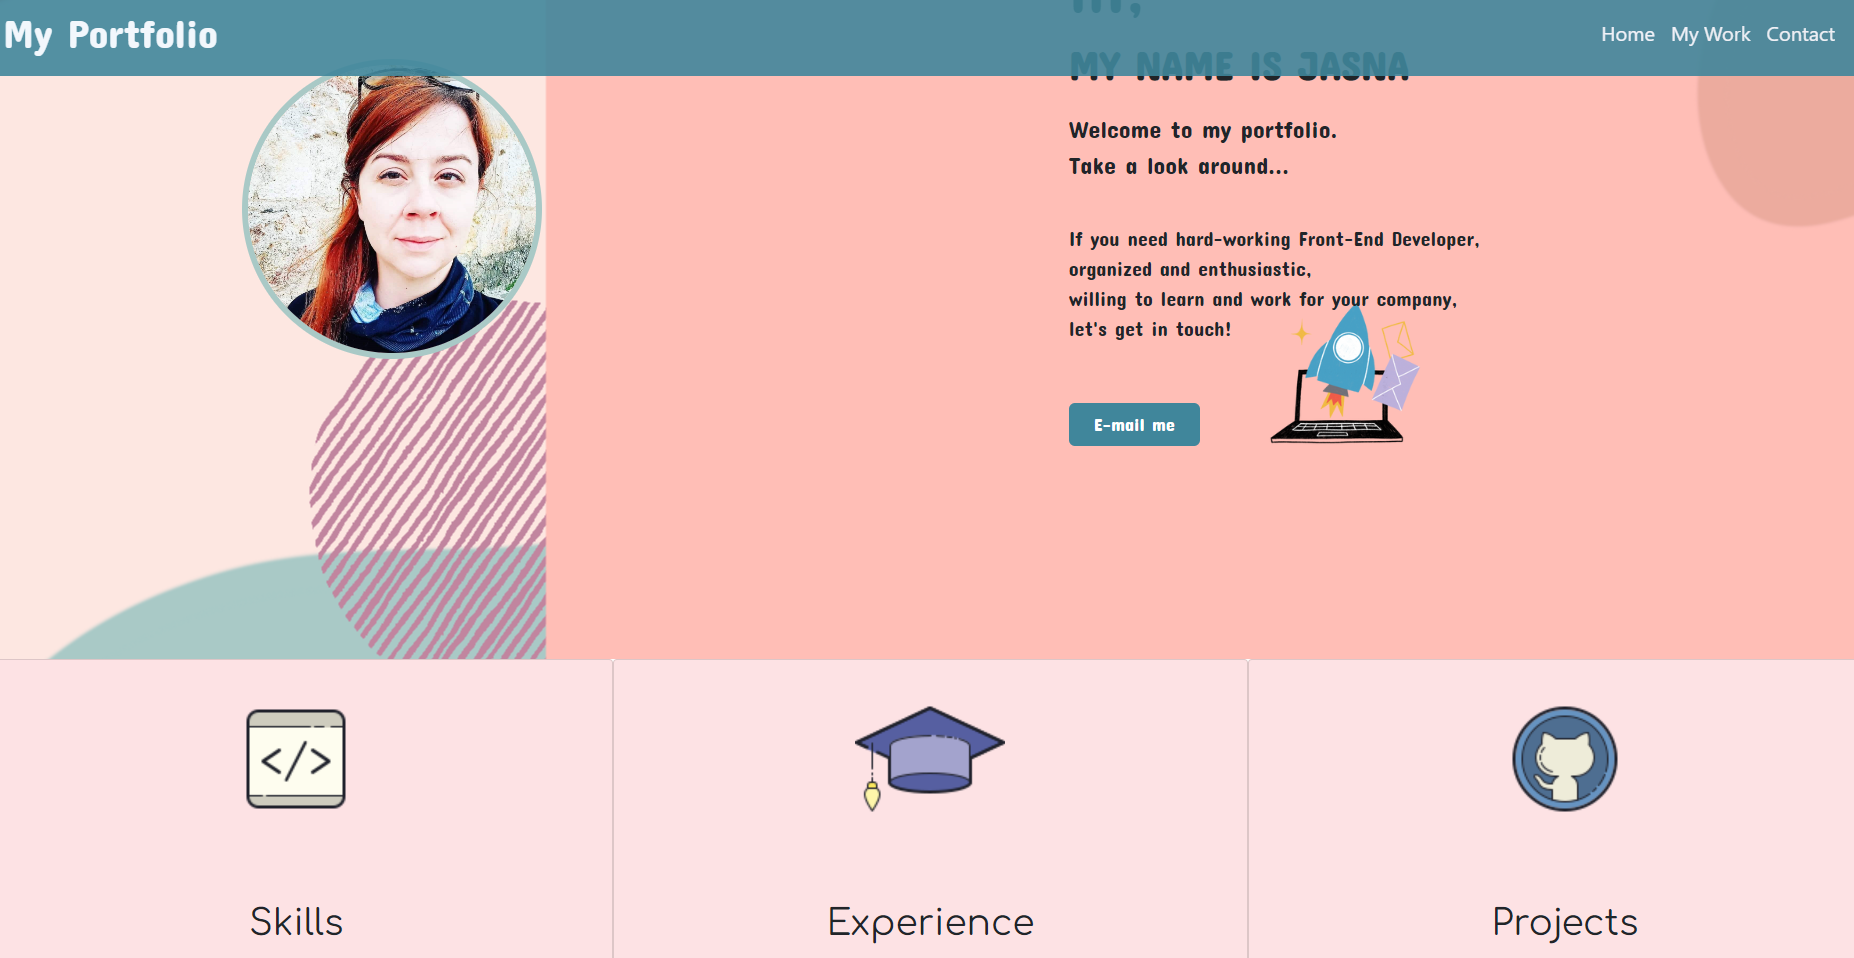 My Portfolio
Home My Work Contact
Hi,
MY NAME IS JASNA
Welcome to my portfolio.
Take a look around...
If you need hard-working Front-End Developer,
organized and enthusiastic,
willing to learn and work for your company,
let's get in touch!
E-mail me
</>
Skills
Experience
Projects